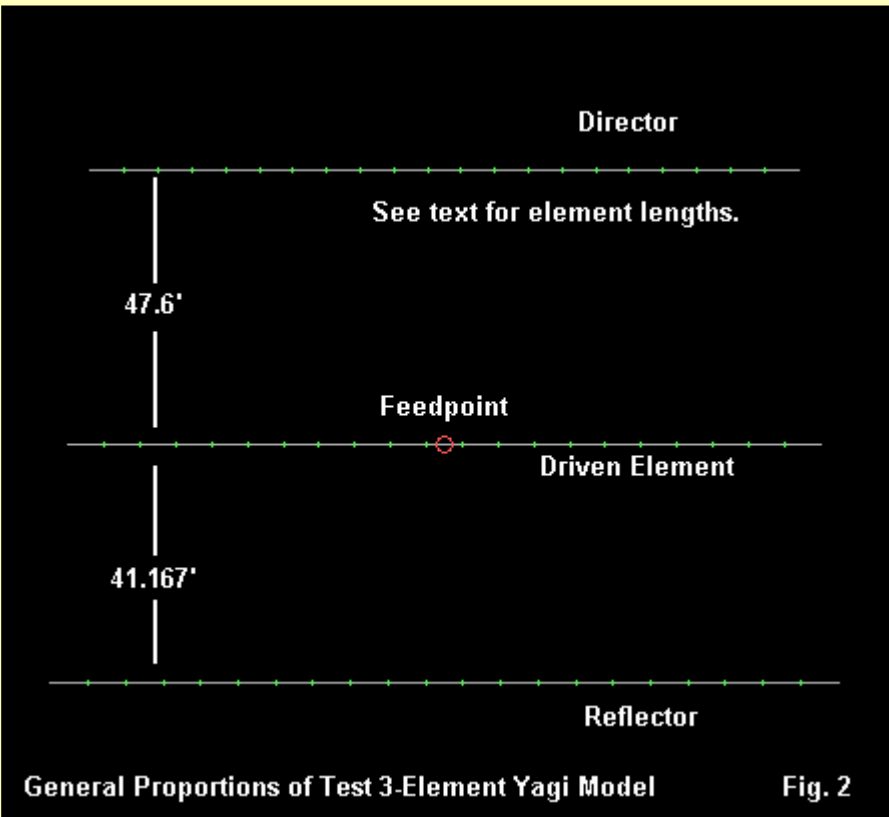 Director
See text for element lengths.
47.6'
Feedpoint
Driven Element
41.167'
Reflector
General Proportions of Test 3-Element Yagi Model Fig. 2